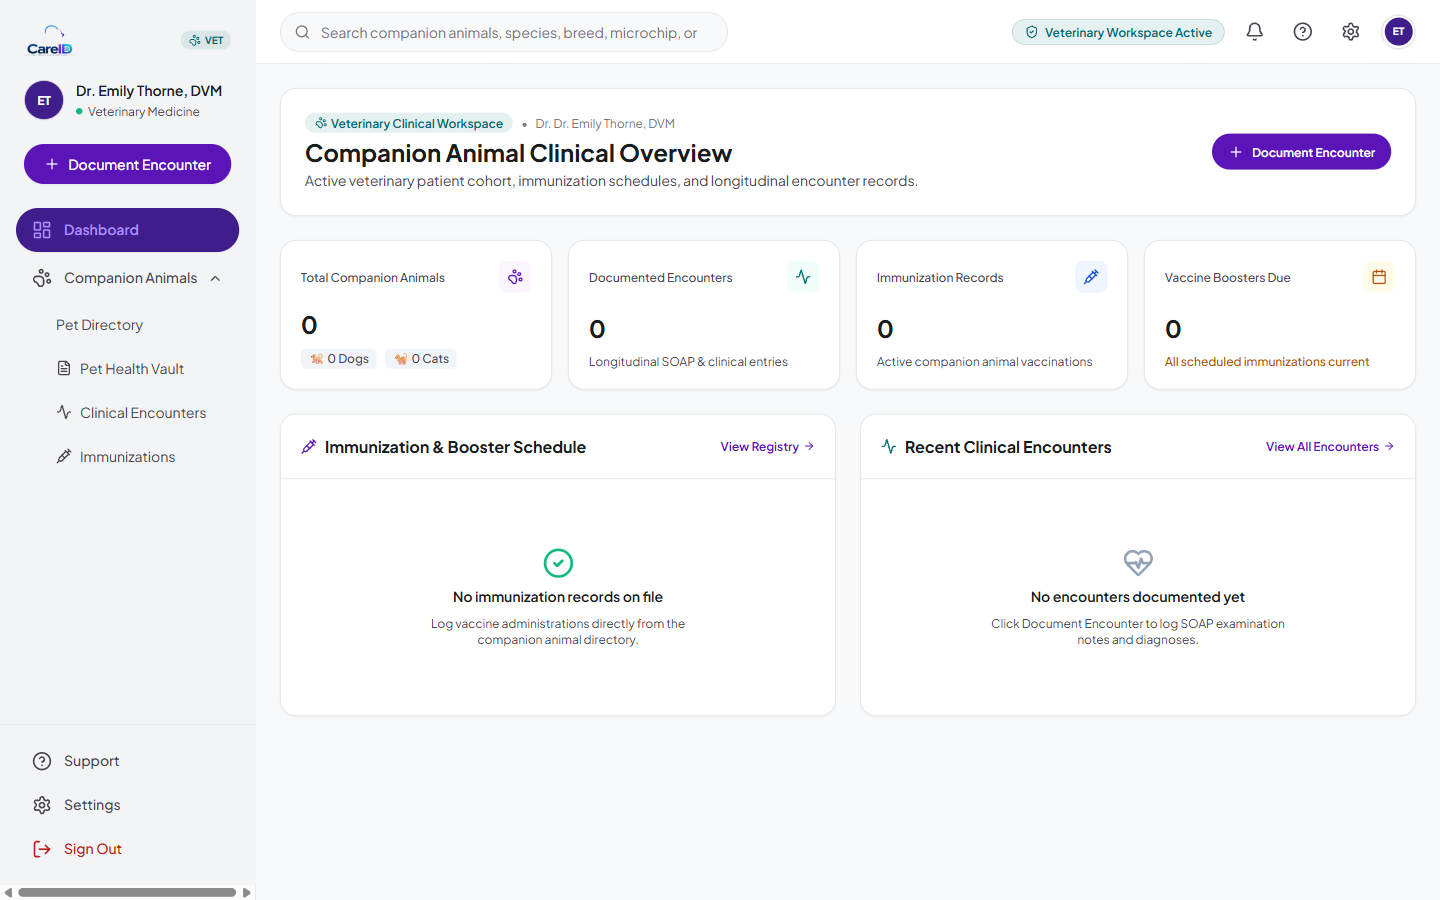 CareID
VET
ET
Dr. Emily Thorne, DVM
Veterinary Medicine
Document Encounter
Dashboard
Companion Animals
Pet Directory
Pet Health Vault
Clinical Encounters
Immunizations
Support
Settings
Sign Out
Search companion animals, species, breed, microchip, or
Veterinary Workspace Active
ET
Veterinary Clinical Workspace • Dr. Dr. Emily Thorne, DVM
Companion Animal Clinical Overview
Active veterinary patient cohort, immunization schedules, and longitudinal encounter records.
Document Encounter
Total Companion Animals
0
0 Dogs
0 Cats
Documented Encounters
0
Longitudinal SOAP & clinical entries
Immunization Records
0
Active companion animal vaccinations
Vaccine Boosters Due
0
All scheduled immunizations current
Immunization & Booster Schedule
View Registry
No immunization records on file
Log vaccine administrations directly from the
companion animal directory.
Recent Clinical Encounters
View All Encounters
No encounters documented yet
Click Document Encounter to log SOAP examination
notes and diagnoses.